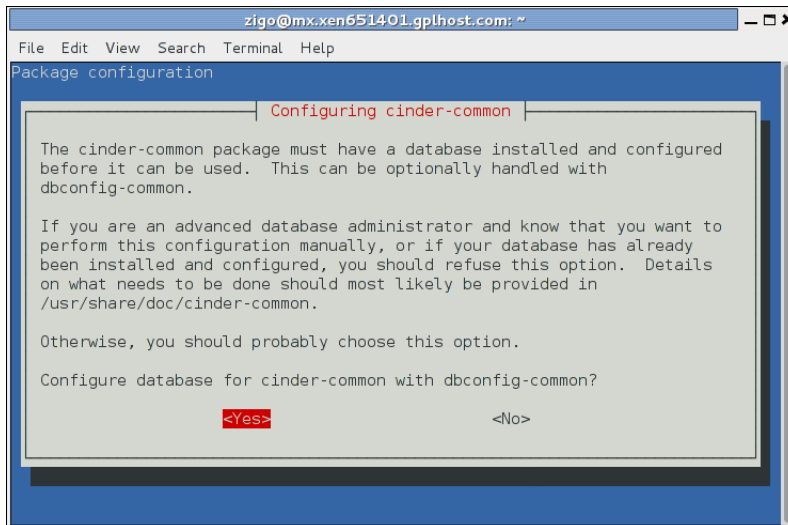 zigo@mx.xen651401.gplhost.com: ~
File Edit View Search Terminal Help
Package configuration
Configuring cinder-common
The cinder-common package must have a database installed and configured
before it can be used.  This can be optionally handled with
dbconfig-common.
If you are an advanced database administrator and know that you want to
perform this configuration manually, or if your database has already
been installed and configured, you should refuse this option.  Details
on what needs to be done should most likely be provided in
/usr/share/doc/cinder-common.
Otherwise, you should probably choose this option.
Configure database for cinder-common with dbconfig-common?
<Yes> <No>